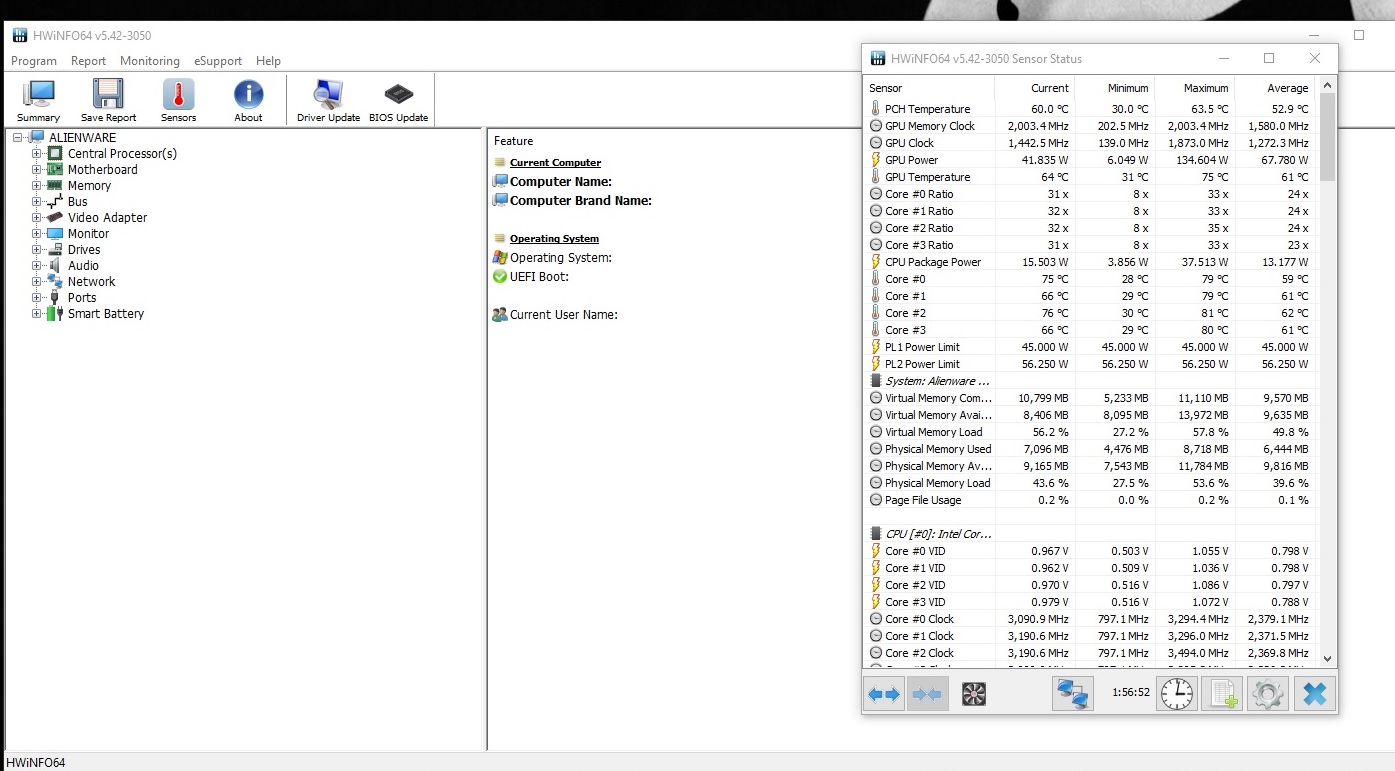 HWiNFO64 v5.42-3050
Program Report Monitoring eSupport Help
Summary Save Report Sensors About Driver Update BIOS Update
ALIENWARE
Central Processor(s)
Motherboard
Memory
Bus
Video Adapter
Monitor
Drives
Audio
Network
Ports
Smart Battery
Feature
Current Computer
Computer Name:
Computer Brand Name:
Operating System
Operating System:
UEFI Boot:
Current User Name:
HWiNFO64 v5.42-3050 Sensor Status
Sensor Current Minimum Maximum Average
PCH Temperature 60.0 °C 30.0 °C 63.5 °C 52.9 °C
GPU Memory Clock 2,003.4 MHz 202.5 MHz 2,003.4 MHz 1,580.0 MHz
GPU Clock 1,442.5 MHz 139.0 MHz 1,873.0 MHz 1,272.3 MHz
GPU Power 41.835 W 6.049 W 134.604 W 67.780 W
GPU Temperature 64 °C 31 °C 75 °C 61 °C
Core #0 Ratio 31 x 8 x 33 x 24 x
Core #1 Ratio 32 x 8 x 33 x 24 x
Core #2 Ratio 32 x 8 x 35 x 24 x
Core #3 Ratio 31 x 8 x 33 x 23 x
CPU Package Power 15.503 W 3.856 W 37.513 W 13.177 W
Core #0 75 °C 28 °C 79 °C 59 °C
Core #1 66 °C 29 °C 79 °C 61 °C
Core #2 76 °C 30 °C 81 °C 62 °C
Core #3 66 °C 29 °C 80 °C 61 °C
PL1 Power Limit 45.000 W 45.000 W 45.000 W 45.000 W
PL2 Power Limit 56.250 W 56.250 W 56.250 W 56.250 W
System: Alienware ...
Virtual Memory Com... 10,799 MB 5,233 MB 11,110 MB 9,570 MB
Virtual Memory Avai... 8,406 MB 8,095 MB 13,972 MB 9,635 MB
Virtual Memory Load 56.2 % 27.2 % 57.8 % 49.8 %
Physical Memory Used 7,096 MB 4,476 MB 8,718 MB 6,444 MB
Physical Memory Av... 9,165 MB 7,543 MB 11,784 MB 9,816 MB
Physical Memory Load 43.6 % 27.5 % 53.6 % 39.6 %
Page File Usage 0.2 % 0.0 % 0.2 % 0.1 %
CPU [#0]: Intel Cor...
Core #0 VID 0.967 V 0.503 V 1.055 V 0.798 V
Core #1 VID 0.962 V 0.509 V 1.036 V 0.798 V
Core #2 VID 0.970 V 0.516 V 1.086 V 0.797 V
Core #3 VID 0.979 V 0.516 V 1.072 V 0.788 V
Core #0 Clock 3,090.9 MHz 797.1 MHz 3,294.4 MHz 2,379.1 MHz
Core #1 Clock 3,190.6 MHz 797.1 MHz 3,296.0 MHz 2,371.5 MHz
Core #2 Clock 3,190.6 MHz 797.1 MHz 3,494.0 MHz 2,369.8 MHz
1:56:52
HWiNFO64